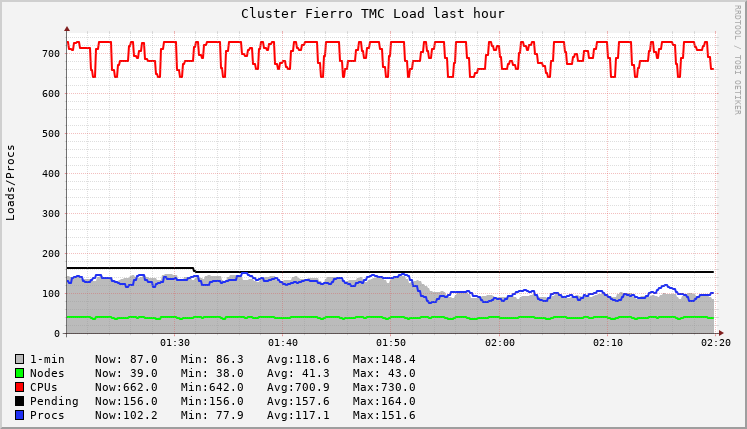 Cluster Fierro TMC Load last hour
RRDTOOL / TOBI OETIKER
Loads/Procs
700
600
500
400
300
200
100
0
01:30 01:40 01:50 02:00 02:10 02:20
1-min Now: 87.0 Min: 86.3 Avg:118.6 Max:148.4
Nodes Now: 39.0 Min: 38.0 Avg: 41.3 Max: 43.0
CPUs Now:662.0 Min:642.0 Avg:700.9 Max:730.0
Pending Now:156.0 Min:156.0 Avg:157.6 Max:164.0
Procs Now:102.2 Min: 77.9 Avg:117.1 Max:151.6